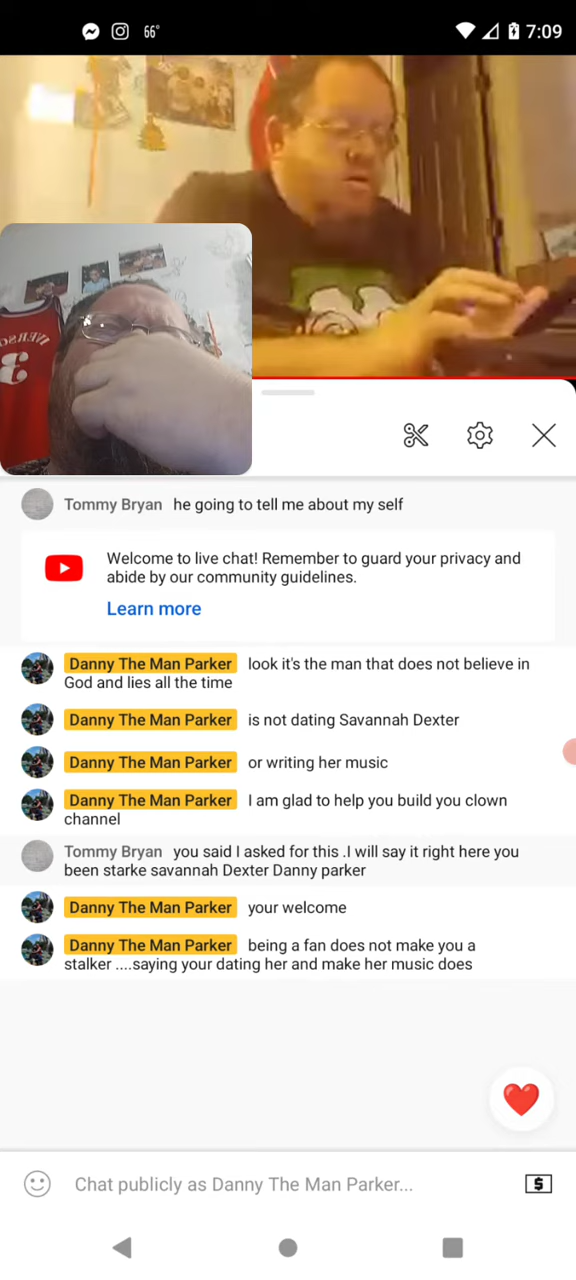 66°
7:09
IVERSON
3
Tommy Bryan he going to tell me about my self
Welcome to live chat! Remember to guard your privacy and
abide by our community guidelines.
Learn more
Danny The Man Parker look it's the man that does not believe in
God and lies all the time
Danny The Man Parker is not dating Savannah Dexter
Danny The Man Parker or writing her music
Danny The Man Parker I am glad to help you build you clown
channel
Tommy Bryan you said I asked for this .I will say it right here you
been starke savannah Dexter Danny parker
Danny The Man Parker your welcome
Danny The Man Parker being a fan does not make you a
stalker ....saying your dating her and make her music does
Chat publicly as Danny The Man Parker...
$